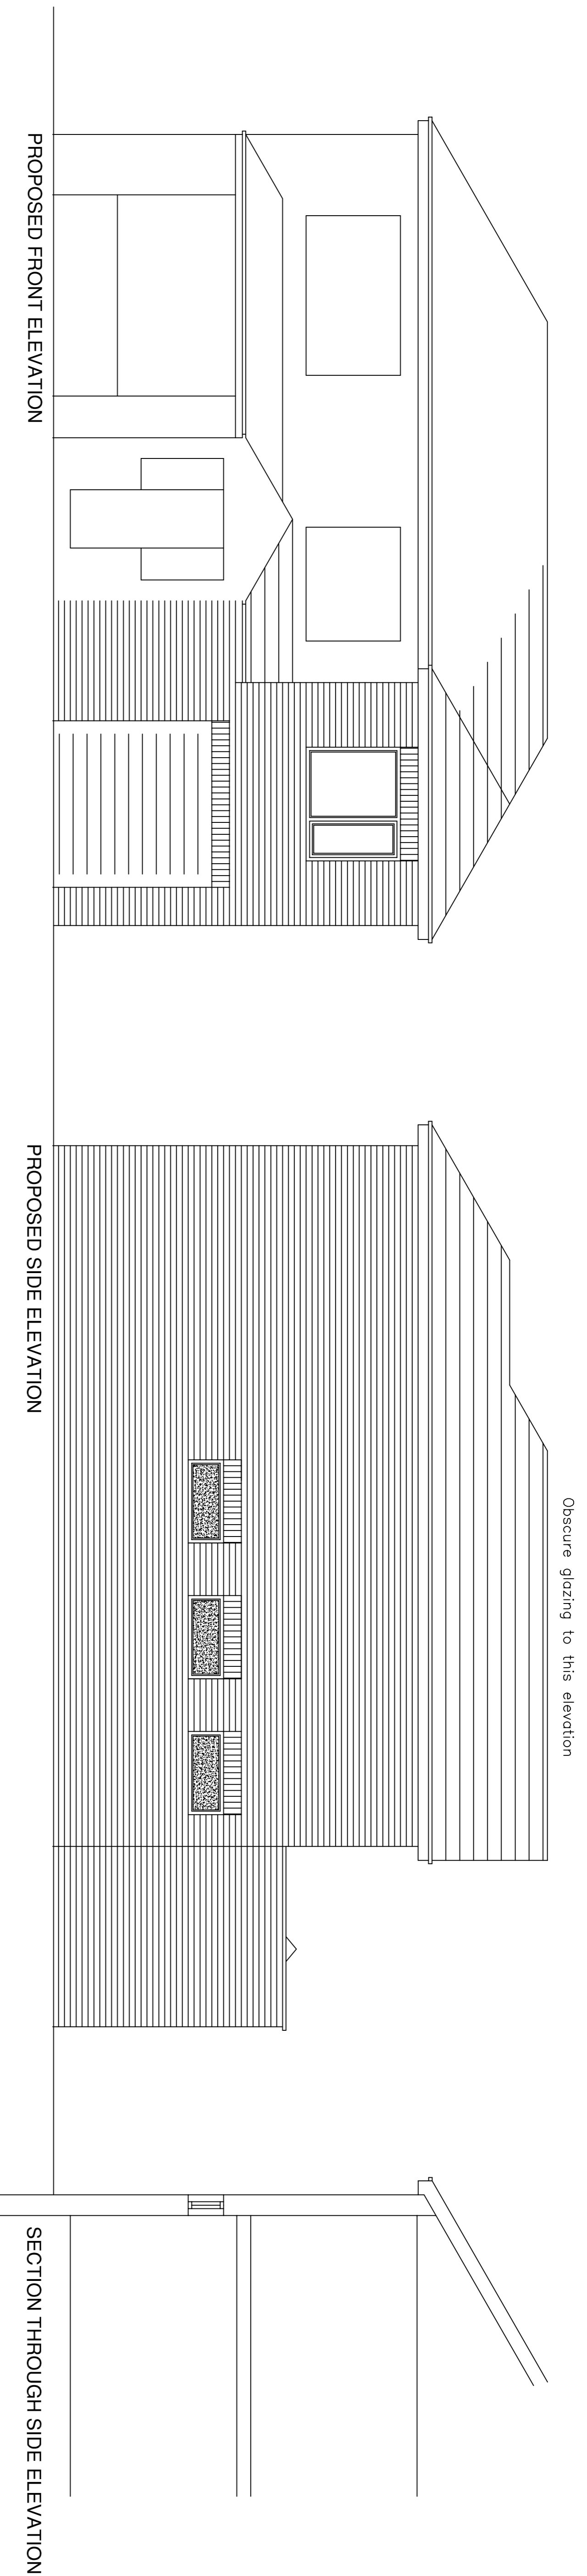 Obscure glazing to this elevation
PROPOSED FRONT ELEVATION
PROPOSED SIDE ELEVATION
SECTION THROUGH SIDE ELEVATION